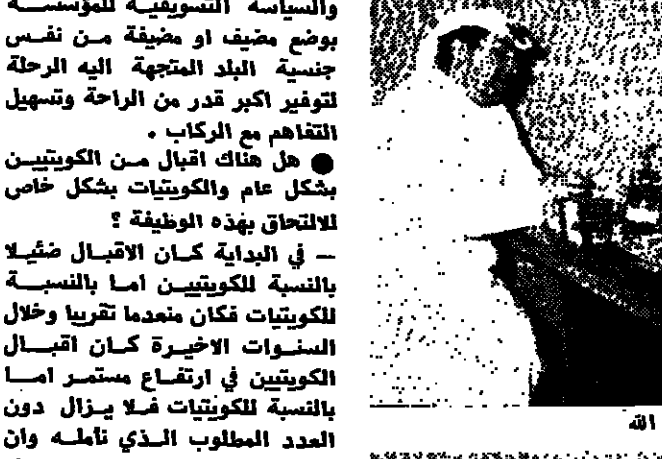 والسياسة التسويقية للمؤسسة
بوضع مضيف او مضيفة من نفس
جنسية البلد المتجهة اليه الرحلة
لتوفير اكبر قدر من الراحة وتسهيل
التفاهم مع الركاب .
● هل هناك اقبال من الكويتيين
بشكل عام والكويتيات بشكل خاص
للالتحاق بهذه الوظيفة ؟
— في البداية كان الاقبال ضئيلا
بالنسبة للكويتيين اما بالنسبة
للكويتيات فكان منعدما تقريبا وخلال
السنوات الاخيرة كان اقبال
الكويتيين في ارتفاع مستمر اما
بالنسبة للكويتيات فلا يزال دون
العدد المطلوب الذي نأمله وان
الله